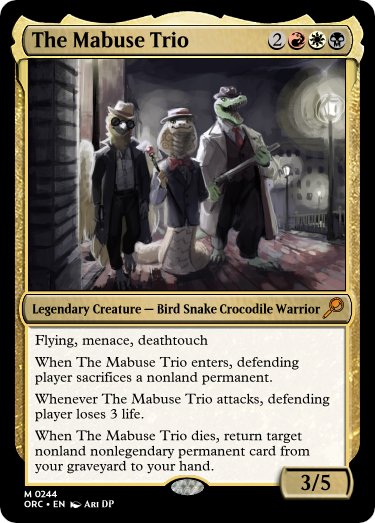 The Mabuse Trio 2
Legendary Creature — Bird Snake Crocodile Warrior
Flying, menace, deathtouch
When The Mabuse Trio enters, defending
player sacrifices a nonland permanent.
Whenever The Mabuse Trio attacks, defending
player loses 3 life.
When The Mabuse Trio dies, return target
nonland nonlegendary permanent card from
your graveyard to your hand.
3/5
M 0244
ORC • EN Ari DP